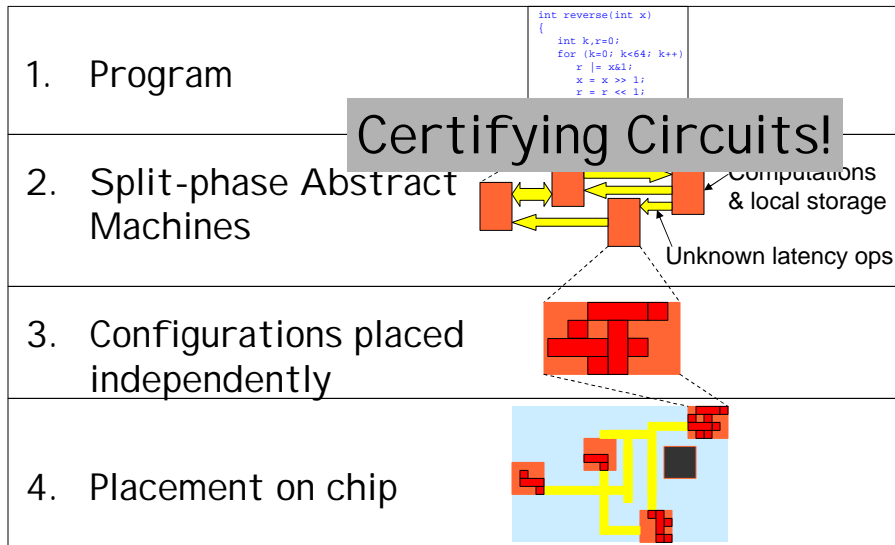 int reverse(int x)
{
int k,r=0;
for (k=0; k<64; k++)
r |= x&1;
x = x >> 1;
r = r << 1;
1. Program
Certifying Circuits!
2. Split-phase Abstract
Machines
Computations
& local storage
Unknown latency ops
3. Configurations placed
independently
4. Placement on chip